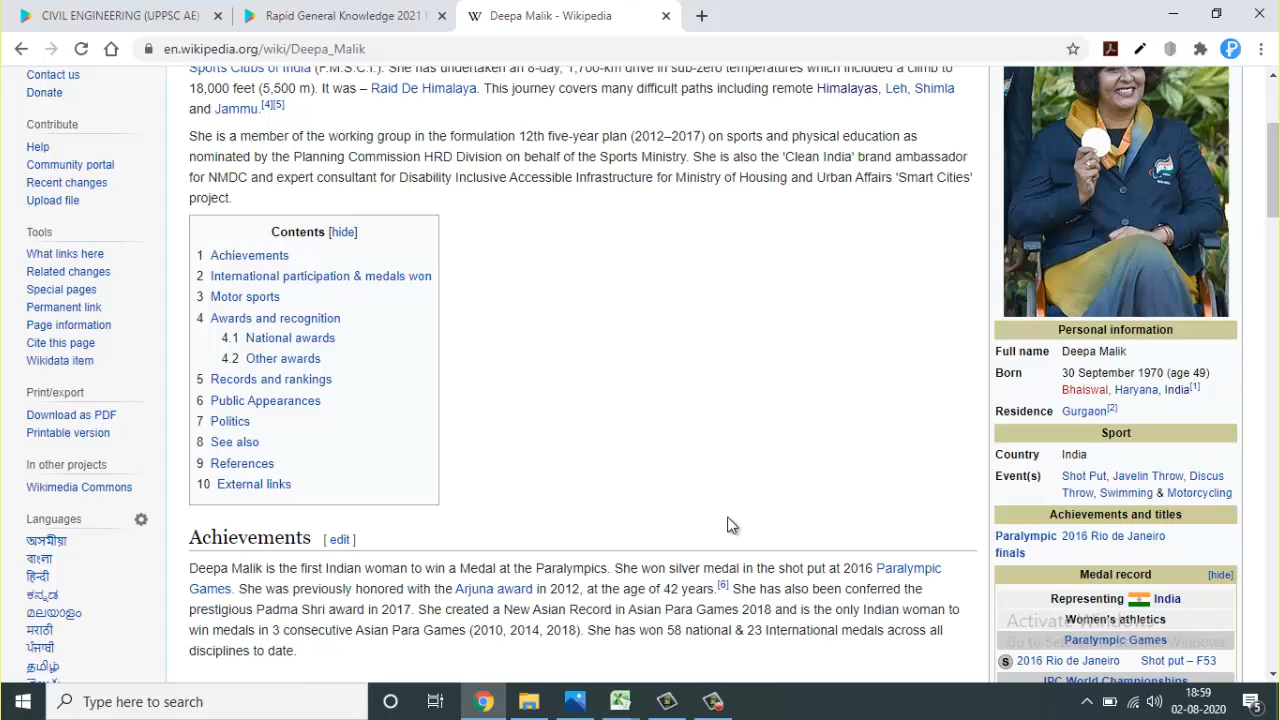 CIVIL ENGINEERING (UPPSC AE)
Rapid General Knowledge 2021 f
Deepa Malik - Wikipedia
en.wikipedia.org/wiki/Deepa_Malik
Contact us
Donate
Contribute
Help
Community portal
Recent changes
Upload file
Tools
What links here
Related changes
Special pages
Permanent link
Page information
Cite this page
Wikidata item
Print/export
Download as PDF
Printable version
In other projects
Wikimedia Commons
Languages
অসমীয়া
বাংলা
हिन्दी
ಕನ್ನಡ
മലയാളം
मराठी
ਪੰਜਾਬੀ
தமிழ்
Sports Clubs of India (F.M.S.C.I.). She has undertaken an 8-day, 1,700-km drive in sub-zero temperatures which included a climb to
18,000 feet (5,500 m). It was – Raid De Himalaya. This journey covers many difficult paths including remote Himalayas, Leh, Shimla
and Jammu.[4][5]
She is a member of the working group in the formulation 12th five-year plan (2012–2017) on sports and physical education as
nominated by the Planning Commission HRD Division on behalf of the Sports Ministry. She is also the 'Clean India' brand ambassador
for NMDC and expert consultant for Disability Inclusive Accessible Infrastructure for Ministry of Housing and Urban Affairs 'Smart Cities'
project.
Contents [hide]
1 Achievements
2 International participation & medals won
3 Motor sports
4 Awards and recognition
4.1 National awards
4.2 Other awards
5 Records and rankings
6 Public Appearances
7 Politics
8 See also
9 References
10 External links
Achievements [ edit ]
Deepa Malik is the first Indian woman to win a Medal at the Paralympics. She won silver medal in the shot put at 2016 Paralympic
Games. She was previously honored with the Arjuna award in 2012, at the age of 42 years.[6] She has also been conferred the
prestigious Padma Shri award in 2017. She created a New Asian Record in Asian Para Games 2018 and is the only Indian woman to
win medals in 3 consecutive Asian Para Games (2010, 2014, 2018). She has won 58 national & 23 International medals across all
disciplines to date.
Personal information
Full name Deepa Malik
Born 30 September 1970 (age 49)
Bhaiswal, Haryana, India[1]
Residence Gurgaon[2]
Sport
Country India
Event(s) Shot Put, Javelin Throw, Discus
Throw, Swimming & Motorcycling
Achievements and titles
Paralympic 2016 Rio de Janeiro
finals
Medal record [hide]
Representing India
Women's athletics
Paralympic Games
S 2016 Rio de Janeiro Shot put – F53
IPC World Championships
Activate Windows
Go to Settings to activate Windows.
Type here to search
18:59
02-08-2020
5